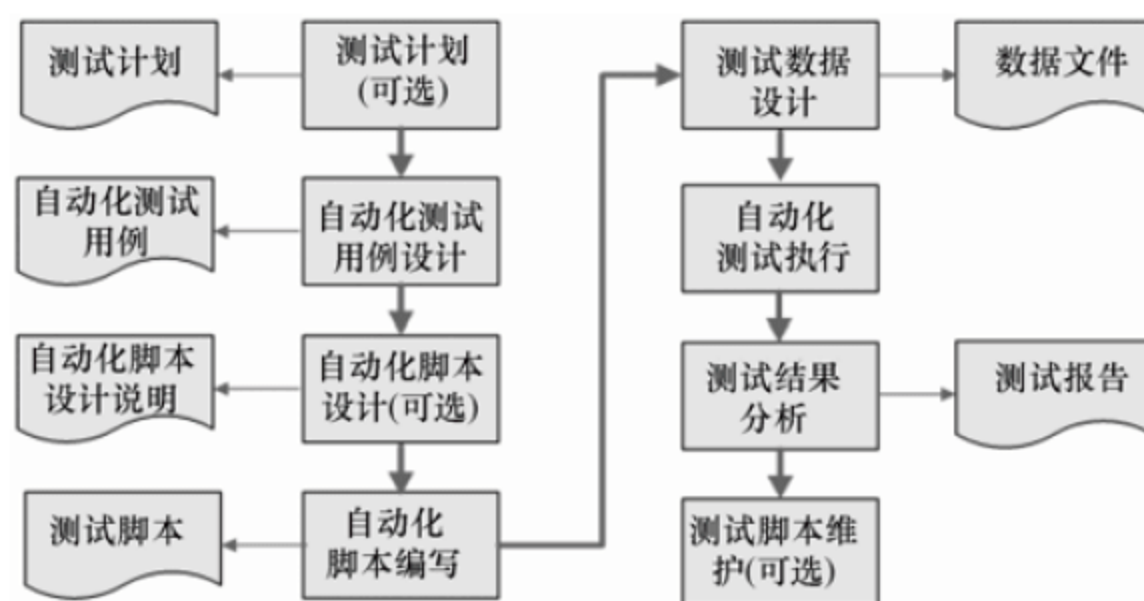 测试计划
测试计划
(可选)
自动化测试
用例
自动化测试
用例设计
自动化脚本
设计说明
自动化脚本
设计(可选)
测试脚本
自动化
脚本编写
测试数据
设计
数据文件
自动化
测试执行
测试结果
分析
测试报告
测试脚本维
护(可选)